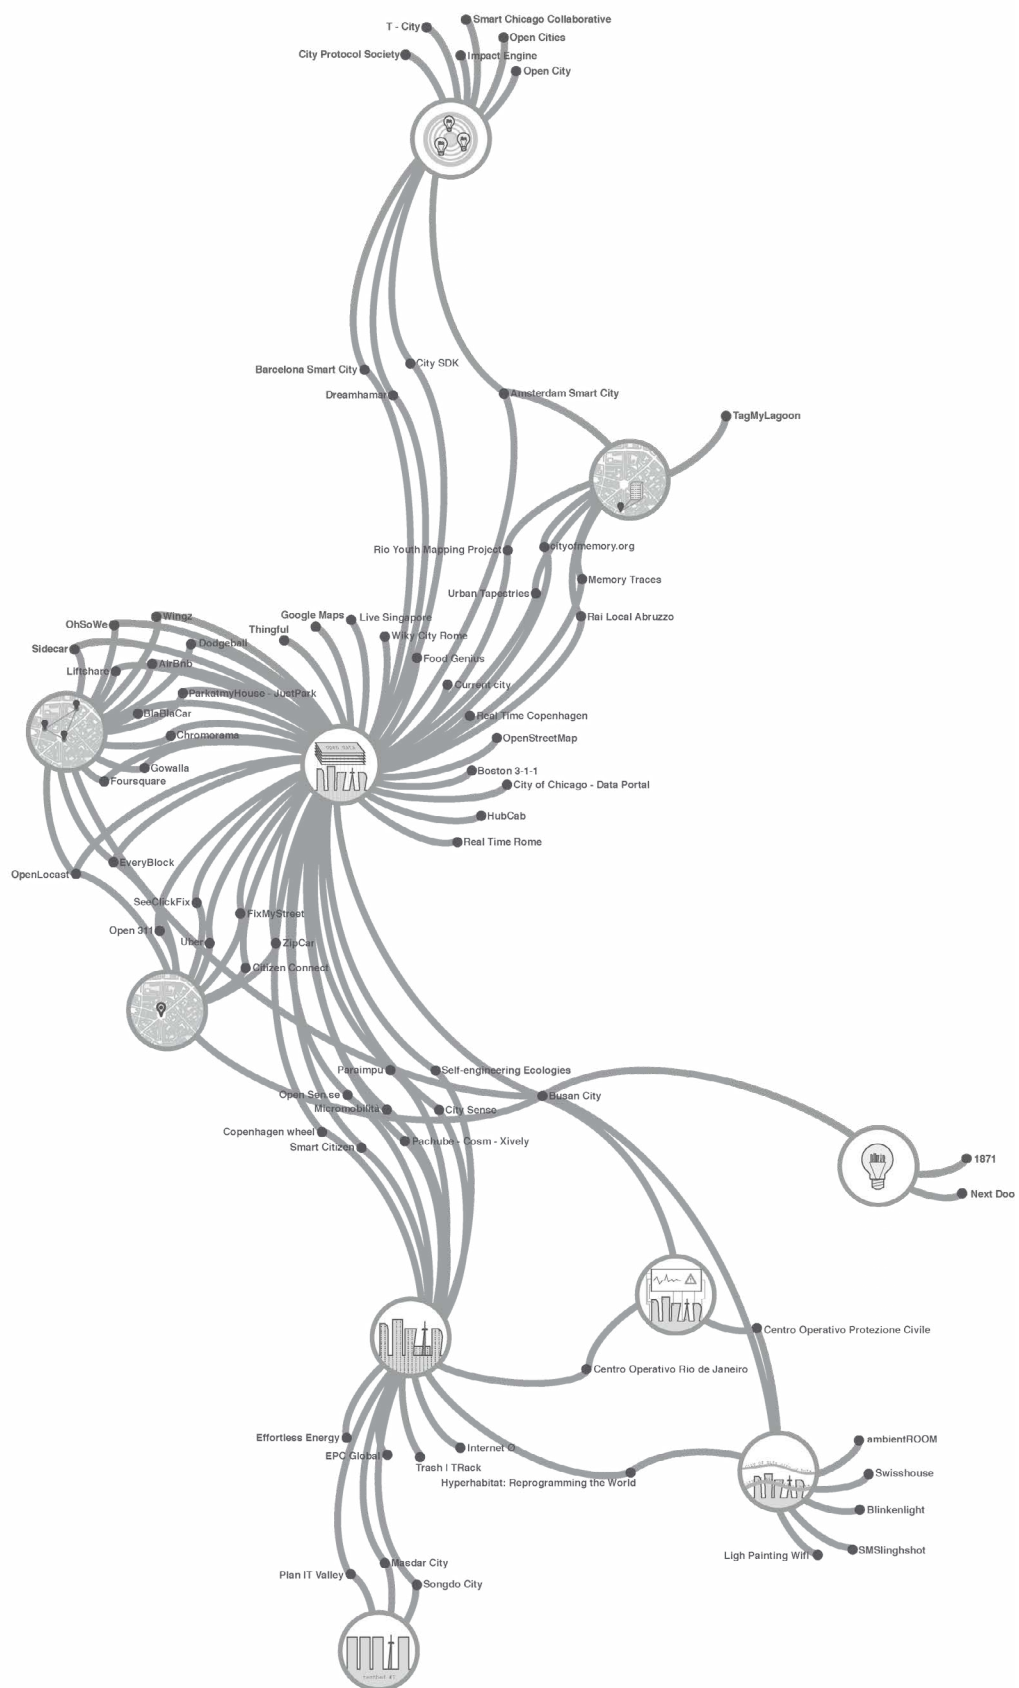 Smart Chicago Collaborative
T - City
Open Cities
City Protocol Society
Impact Engine
Open City
Barcelona Smart City
City SDK
Dreamhamar
Amsterdam Smart City
TagMyLagoon
Rio Youth Mapping Project
cityofmemory.org
Memory Traces
Urban Tapestries
Rai Local Abruzzo
Wingz
OhSoWe
Google Maps
Live Singapore
Thingful
Wiky City Rome
Sidecar
Dodgeball
Food Genius
Liftshare
AirBnb
Current city
ParkatmyHouse - JustPark
BlaBlaCar
Real Time Copenhagen
Chromorama
OpenStreetMap
OPEN DATA
Gowalla
Boston 3-1-1
Foursquare
City of Chicago - Data Portal
HubCab
Real Time Rome
EveryBlock
OpenLocast
SeeClickFix
FixMyStreet
Open 311
Uber
ZipCar
Citizen Connect
Paraimpu
Self-engineering Ecologies
Open Sen.se
Busan City
Micromobilita
City Sense
Copenhagen wheel
Pachube - Cosm - Xively
Smart Citizen
1871
Next Doo
Centro Operativo Protezione Civile
Centro Operativo Rio de Janeiro
Effortless Energy
EPC Global
Internet O
Trash | TRack
Hyperhabitat: Reprogramming the World
ambientROOM
Swisshouse
Blinkenlight
SMSlinghshot
Ligh Painting Wifi
Masdar City
Plan IT Valley
Songdo City